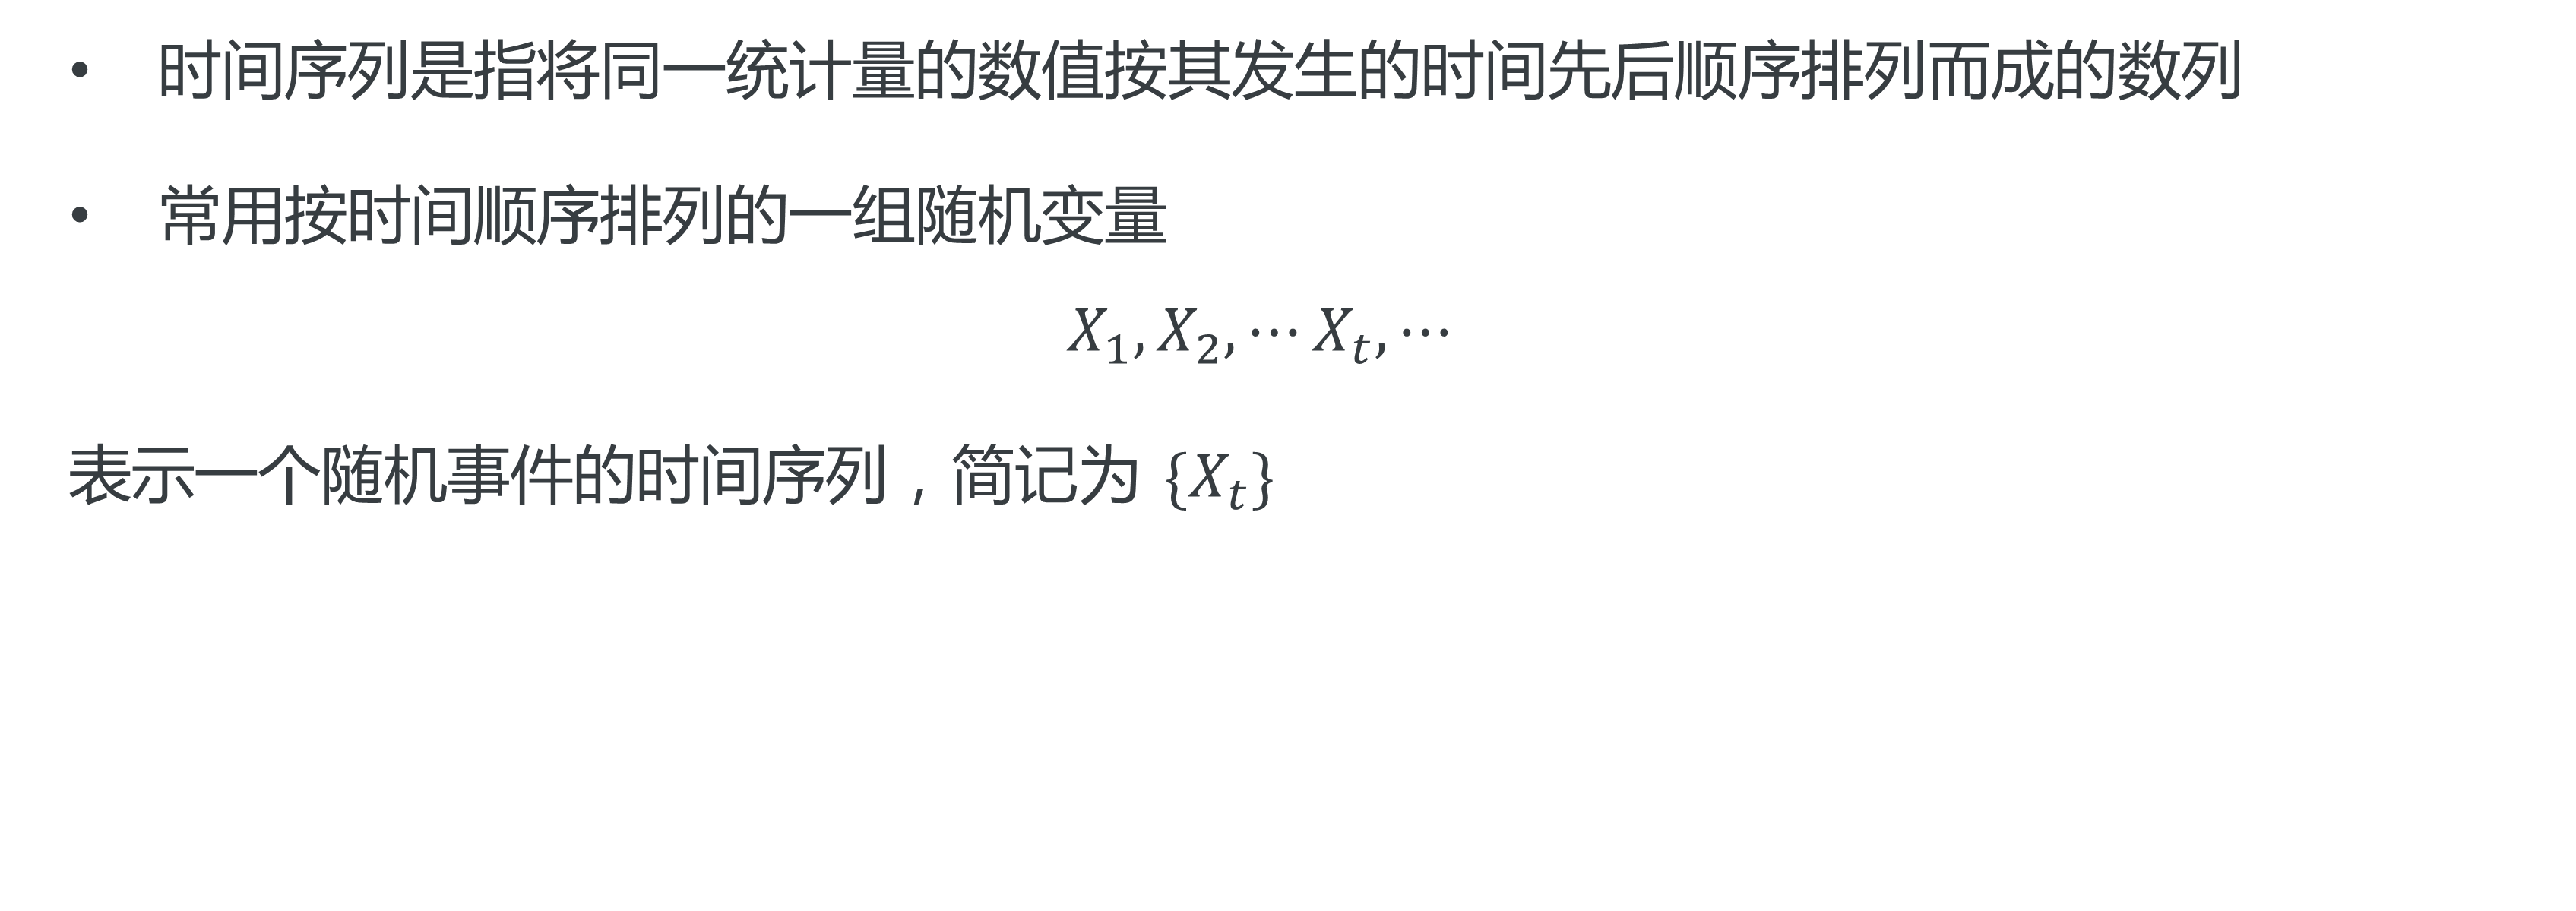 • 时间序列是指将同一统计量的数值按其发生的时间先后顺序排列而成的数列
• 常用按时间顺序排列的一组随机变量
X₁, X₂, ⋯ Xₜ, ⋯
表示一个随机事件的时间序列，简记为 {Xₜ}